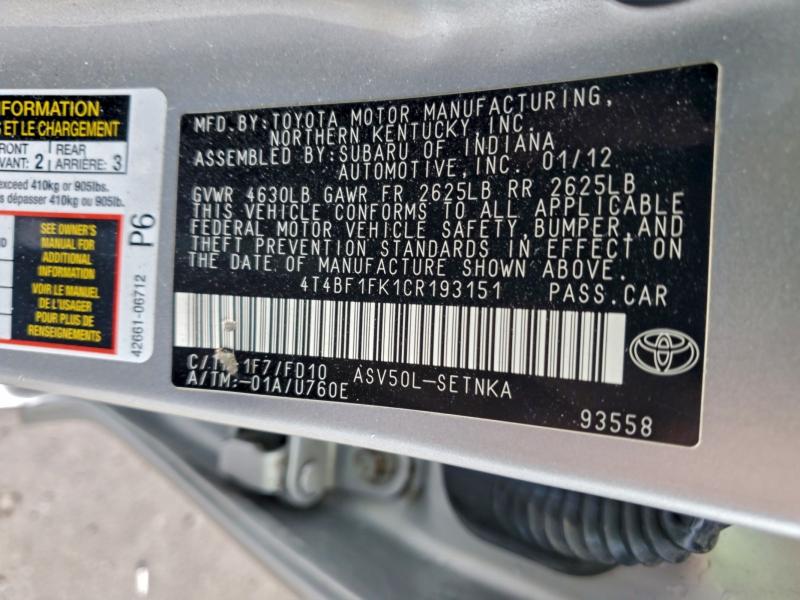 FORMATION
S ET LE CHARGEMENT
FRONT
VANT: 2
REAR
ARRIÈRE: 3
exceed 410kg or 905lbs.
s dépasser 410kg ou 905lb.
SEE OWNER'S
MANUAL FOR
ADDITIONAL
INFORMATION
VOIR LE MANUEL
DE L'USAGER
POUR PLUS DE
RENSEIGNEMENTS
P6
42661-06712
MFD.BY:TOYOTA MOTOR MANUFACTURING,
NORTHERN KENTUCKY,INC.
ASSEMBLED BY:SUBARU OF INDIANA
AUTOMOTIVE,INC. 01/12
GVWR 4630LB GAWR FR 2625LB RR 2625LB
THIS VEHICLE CONFORMS TO ALL APPLICABLE
FEDERAL MOTOR VEHICLE SAFETY,BUMPER,AND
THEFT PREVENTION STANDARDS IN EFFECT ON
THE DATE OF MANUFACTURE SHOWN ABOVE.
4T4BF1FK1CR193151 PASS.CAR
1F7/FD10 ASV50L-SETNKA
A/TM:-01A/U760E
93558